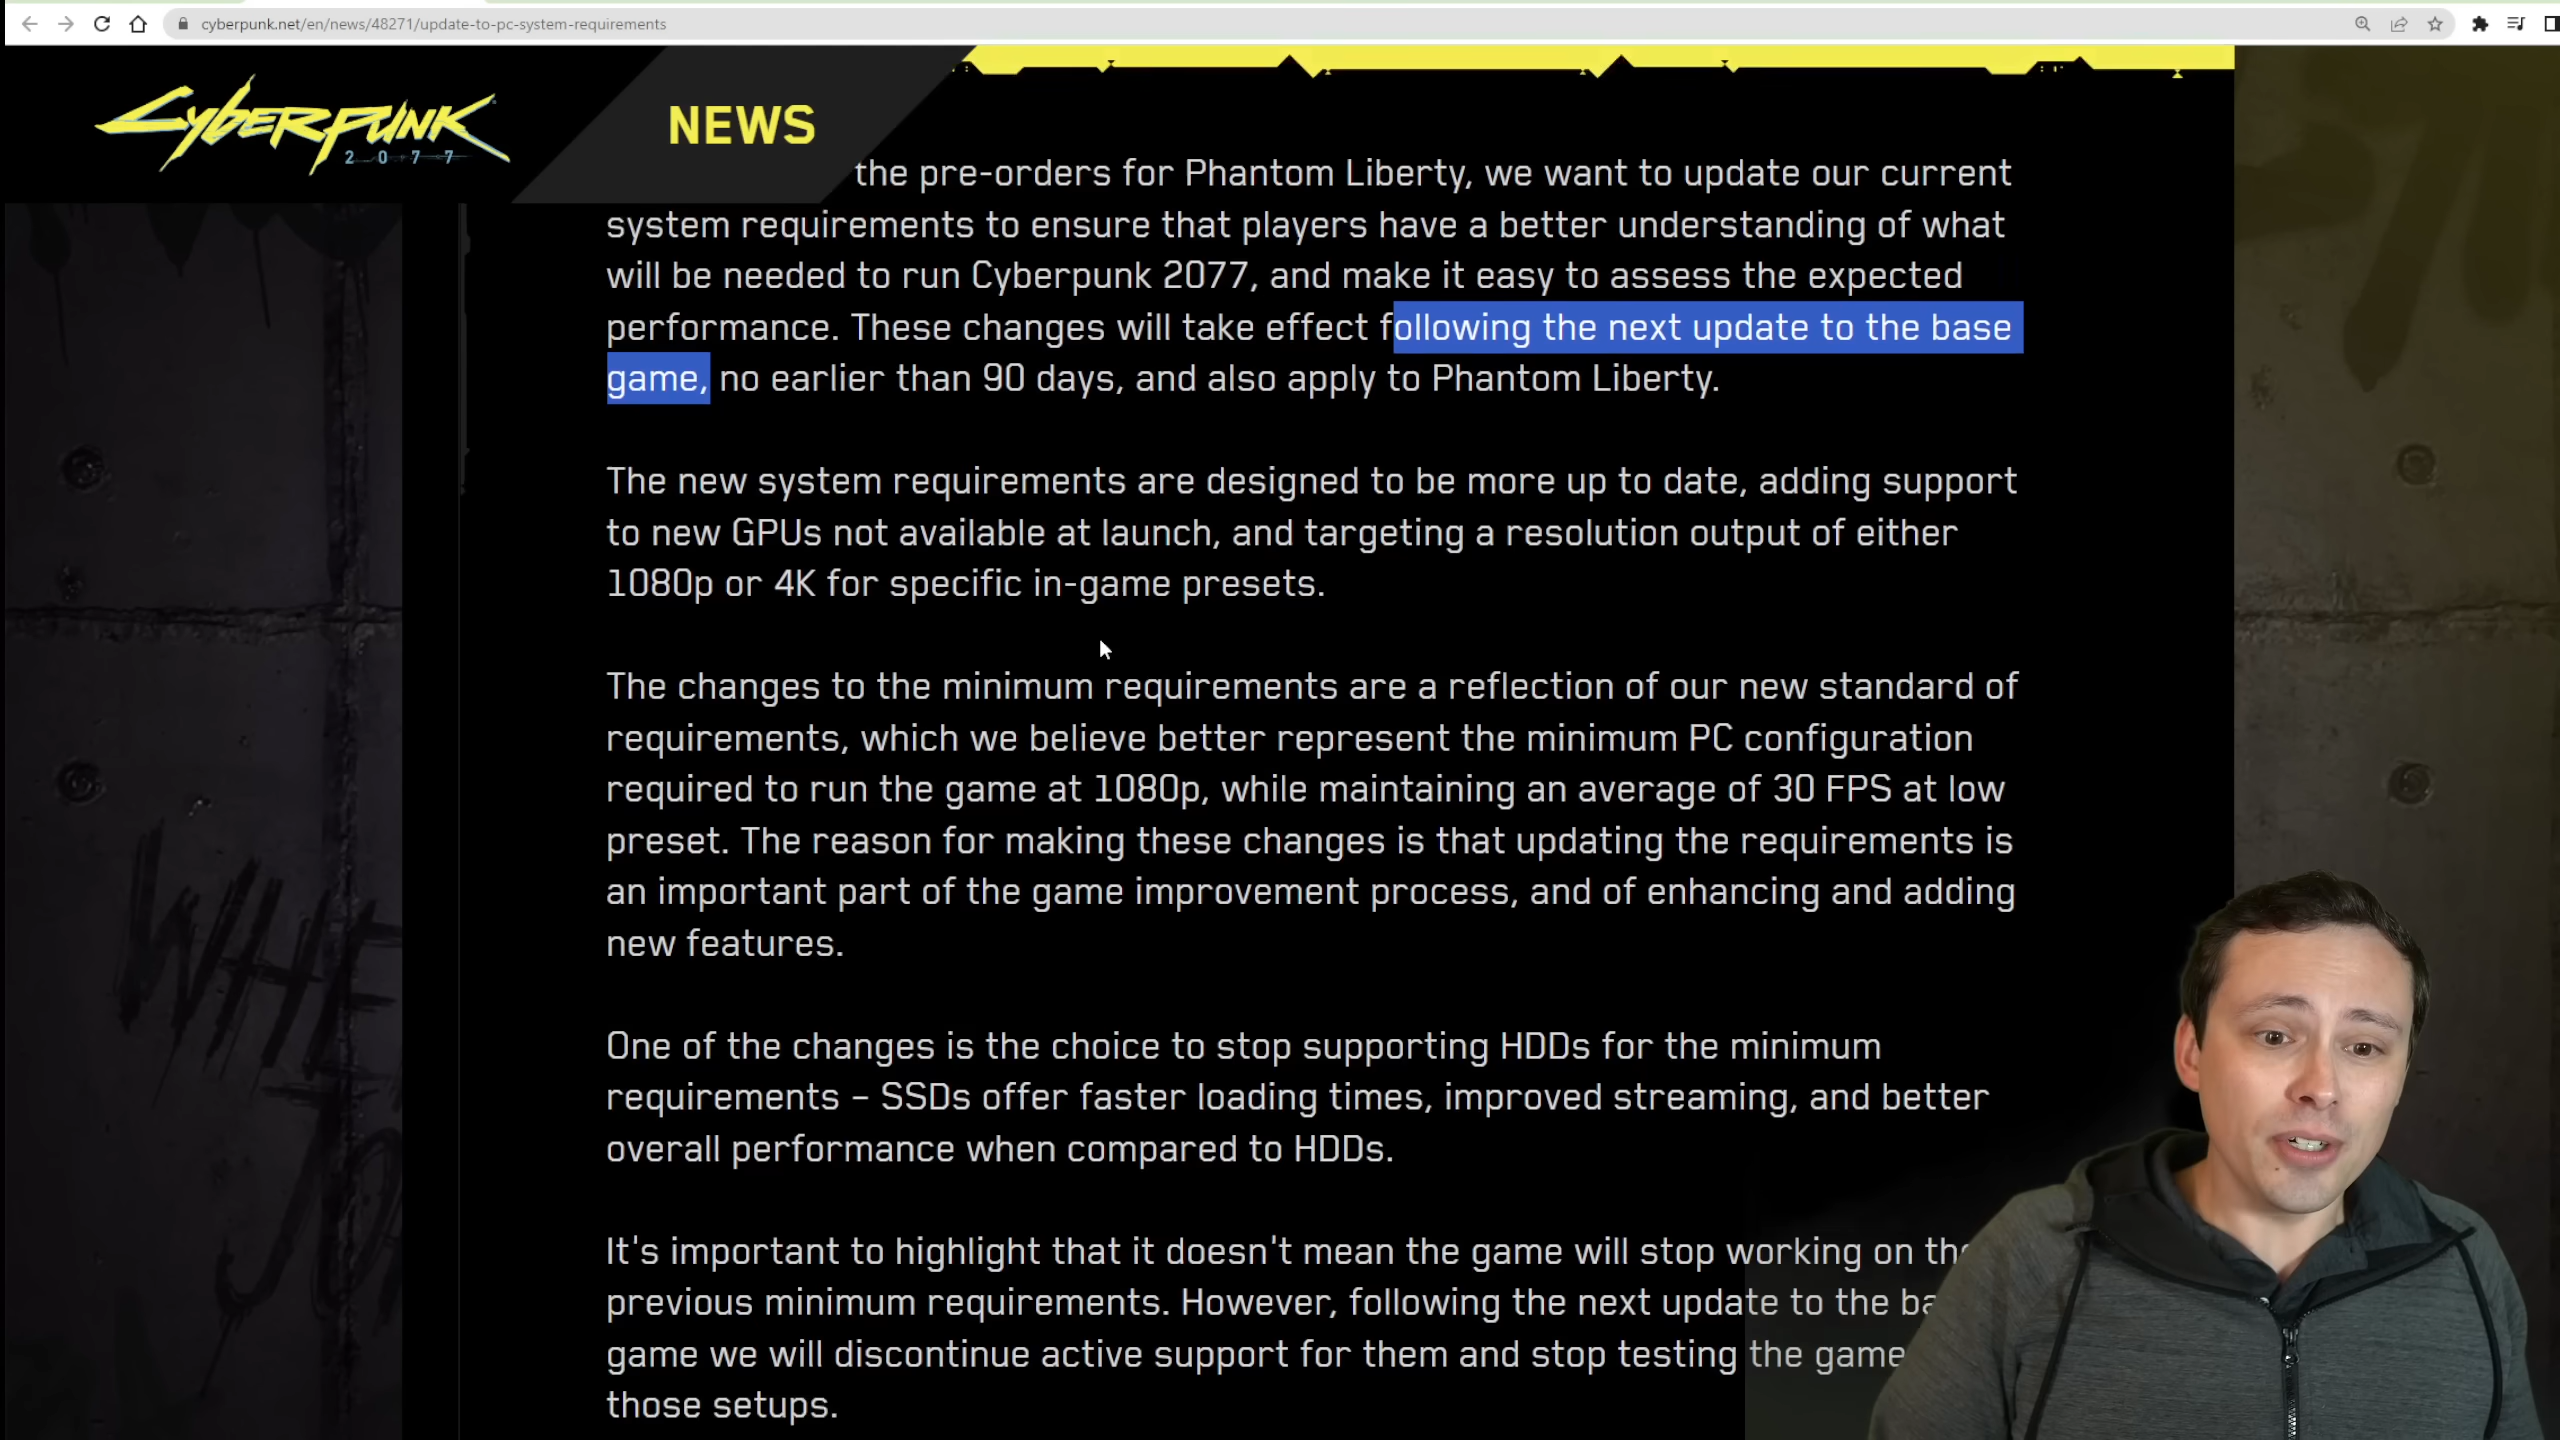 cyberpunk.net/en/news/48271/update-to-pc-system-requirements
CYBERPUNK
2077
NEWS
the pre-orders for Phantom Liberty, we want to update our current
system requirements to ensure that players have a better understanding of what
will be needed to run Cyberpunk 2077, and make it easy to assess the expected
performance. These changes will take effect following the next update to the base
game, no earlier than 90 days, and also apply to Phantom Liberty.
The new system requirements are designed to be more up to date, adding support
to new GPUs not available at launch, and targeting a resolution output of either
1080p or 4K for specific in-game presets.
The changes to the minimum requirements are a reflection of our new standard of
requirements, which we believe better represent the minimum PC configuration
required to run the game at 1080p, while maintaining an average of 30 FPS at low
preset. The reason for making these changes is that updating the requirements is
an important part of the game improvement process, and of enhancing and adding
new features.
One of the changes is the choice to stop supporting HDDs for the minimum
requirements – SSDs offer faster loading times, improved streaming, and better
overall performance when compared to HDDs.
It's important to highlight that it doesn't mean the game will stop working on
previous minimum requirements. However, following the next update to the
game we will discontinue active support for them and stop testing the game
those setups.